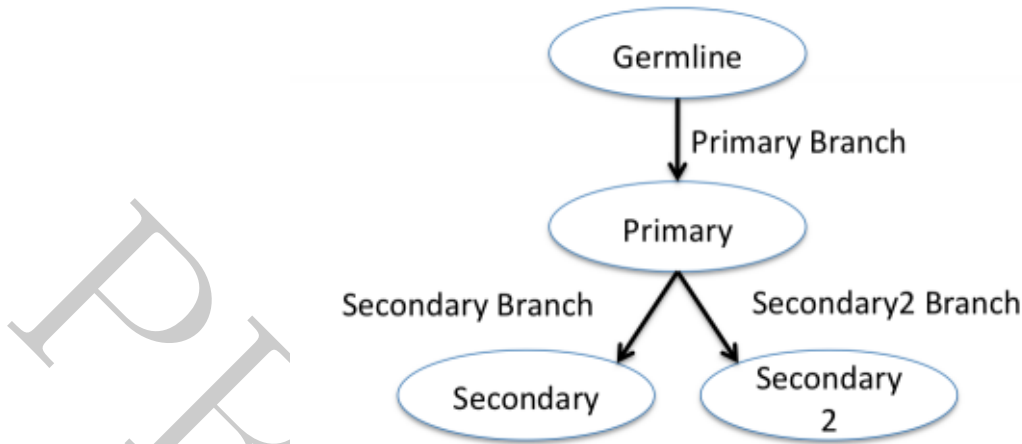 Germline
Primary Branch
Primary
Secondary Branch
Secondary2 Branch
Secondary
Secondary
2